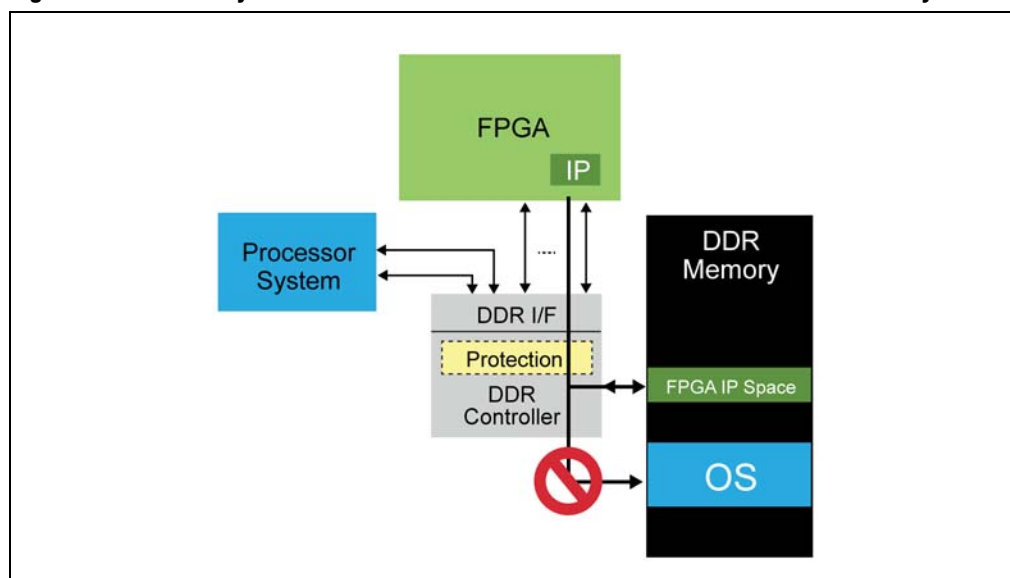 FPGA
IP
Processor
System
....
DDR I/F
Protection
DDR
Controller
DDR
Memory
FPGA IP Space
OS